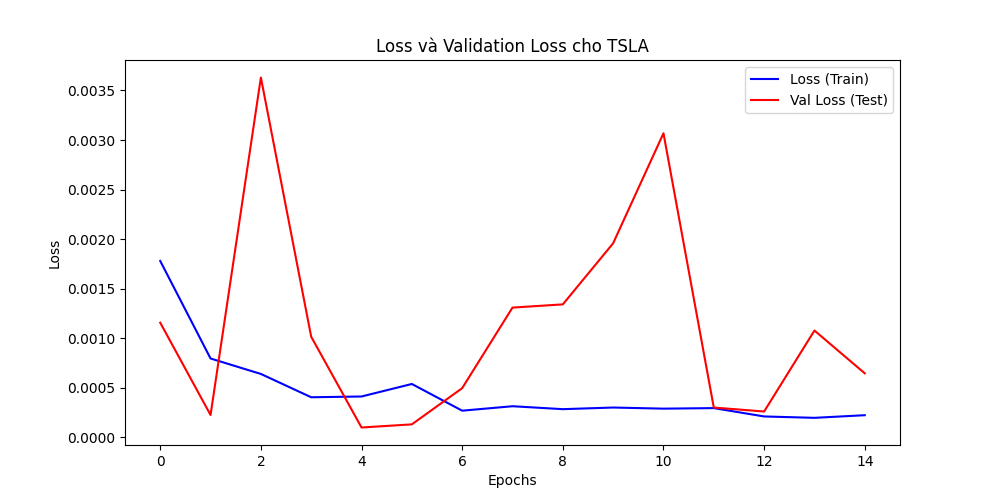 Loss và Validation Loss cho TSLA
Loss (Train)
Val Loss (Test)
Loss
0.0035
0.0030
0.0025
0.0020
0.0015
0.0010
0.0005
0.0000
0 2 4 6 8 10 12 14
Epochs